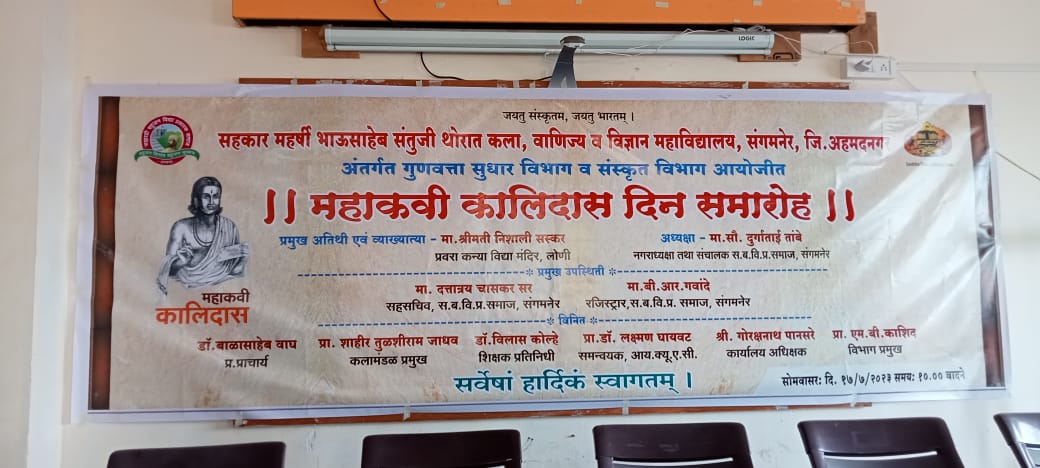 LOGIC
जयतु संस्कृतम, जयतु भारतम् ।
सहकार महर्षी भाऊसाहेब संतुजी थोरात कला, वाणिज्य व विज्ञान महाविद्यालय, संगमनेर, जि.अहमदनगर
अंतर्गत गुणवत्ता सुधार विभाग व संस्कृत विभाग आयोजीत
|| महाकवी कालिदास दिन समारोह ||
प्रमुख अतिथी एवं व्याख्यात्या - मा.श्रीमती निशाली सस्कर
अध्यक्षा - मा.सौ. दुर्गाताई तांबे
प्रवरा कन्या विद्या मंदिर, लोणी
नगराध्यक्षा तथा संचालक स.ब.वि.प्र.समाज, संगमनेर
प्रमुख उपस्थिती
मा. दत्तात्रय चासकर सर
मा.बी.आर.गवांदे
सहसचिव, स.ब.वि.प्र.समाज, संगमनेर
रजिस्ट्रार,स.ब.वि.प्र. समाज, संगमनेर
महाकवी
कालिदास
विनित
डॉ.बाळासाहेब वाघ
प्रा. शाहीर तुळशीराम जाधव
डॉ.विलास कोल्हे
प्रा.डॉ. लक्ष्मण घायवट
श्री. गोरक्षनाथ पानसरे
प्रा. एम.बी.काशिद
प्र.प्राचार्य
कलामंडळ प्रमुख
शिक्षक प्रतिनिधी
समन्वयक, आय.क्यू.ए.सी.
कार्यालय अधिक्षक
विभाग प्रमुख
सर्वेषां हार्दिकं स्वागतम् ।
सोमवासर: दि. १७/७/२०२३ समय: १०.०० वादने